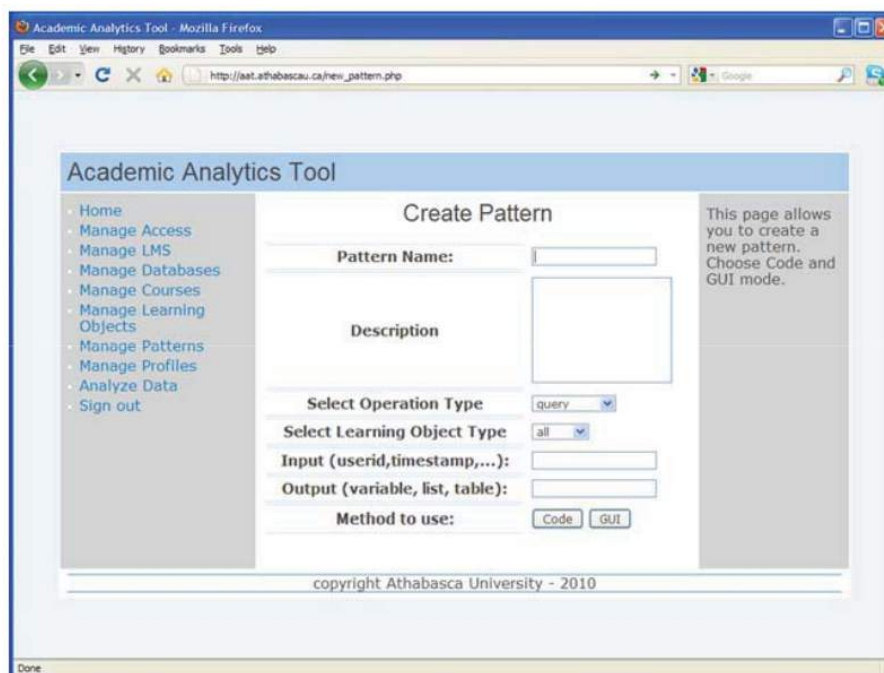 Academic Analytics Tool - Mozilla Firefox
File Edit View History Bookmarks Tools Help
http://aat.athabascau.ca/new_pattern.php
Google
Academic Analytics Tool
Home
Manage Access
Manage LMS
Manage Databases
Manage Courses
Manage Learning
Objects
Manage Patterns
Manage Profiles
Analyze Data
Sign out
Create Pattern
Pattern Name:
Description
Select Operation Type query
Select Learning Object Type all
Input (userid,timestamp,...):
Output (variable, list, table):
Method to use: Code GUI
This page allows
you to create a
new pattern.
Choose Code and
GUI mode.
copyright Athabasca University - 2010
Done